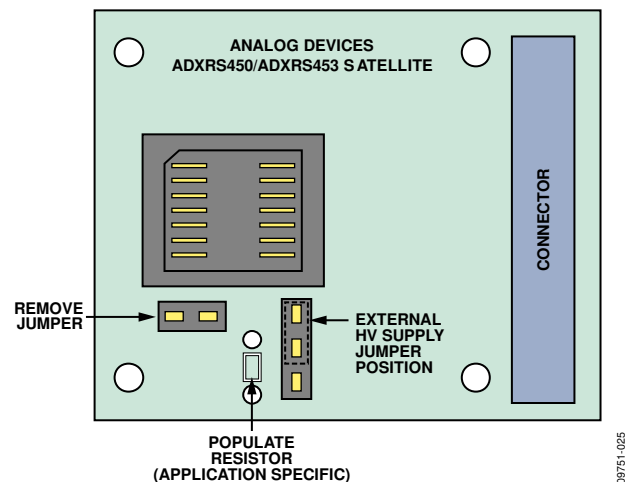 ANALOG DEVICES
ADXRS450/ADXRS453 S ATELLITE
CONNECTOR
REMOVE
JUMPER
EXTERNAL
HV SUPPLY
JUMPER
POSITION
POPULATE
RESISTOR
(APPLICATION SPECIFIC)
09751-025